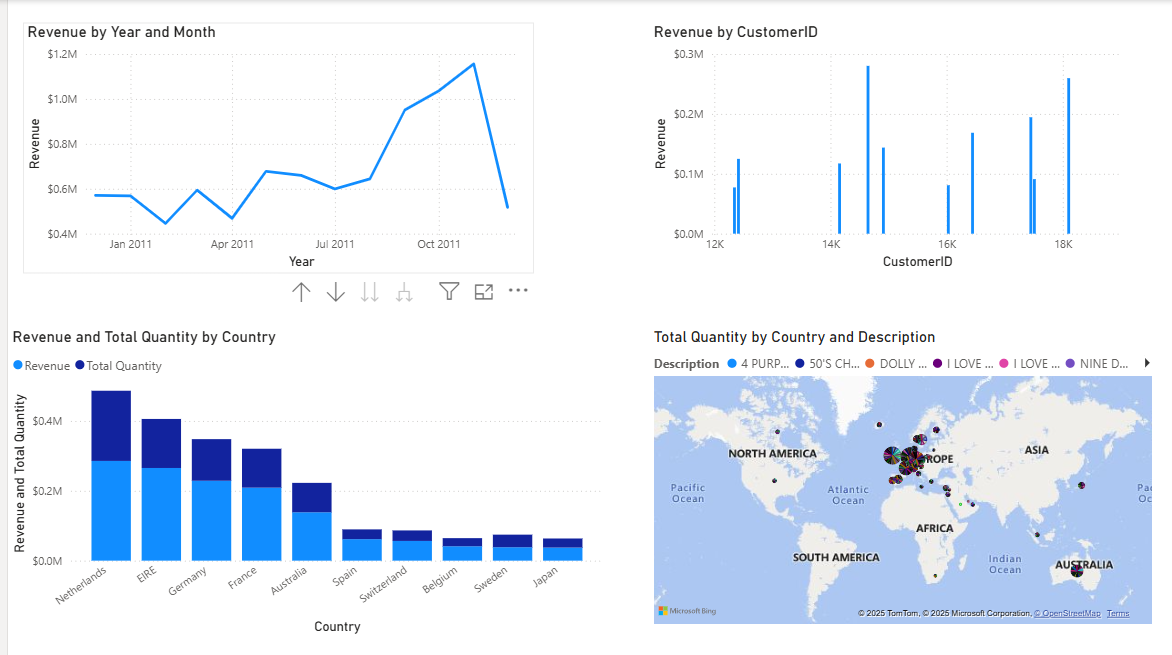 Revenue by Year and Month
$1.2M
$1.0M
$0.8M
$0.6M
$0.4M
Revenue
Jan 2011 Apr 2011 Jul 2011 Oct 2011
Year
Revenue by CustomerID
$0.3M
$0.2M
$0.1M
$0.0M
Revenue
12K 14K 16K 18K
CustomerID
Revenue and Total Quantity by Country
Revenue Total Quantity
Revenue and Total Quantity
$0.4M
$0.2M
$0.0M
Netherlands EIRE Germany France Australia Spain Switzerland Belgium Sweden Japan
Country
Total Quantity by Country and Description
Description 4 PURP... 50'S CH... DOLLY ... I LOVE ... I LOVE ... NINE D...
NORTH AMERICA
ROPE
ASIA
Pacific
Ocean
Atlantic
Ocean
Pac
Oc
AFRICA
SOUTH AMERICA
Indian
Ocean
AUSTRALIA
Microsoft Bing
© 2025 TomTom, © 2025 Microsoft Corporation, © OpenStreetMap Terms